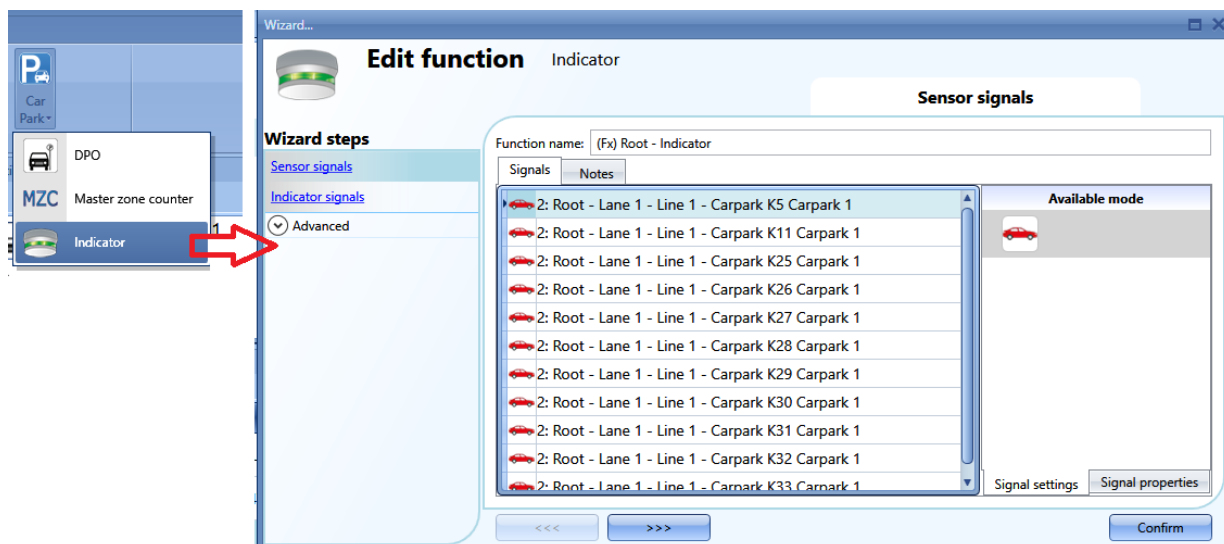 Wizard...
P
Car
Park
DPO
MZC Master zone counter
Indicator
1
Edit function Indicator
Sensor signals
Wizard steps
Sensor signals
Indicator signals
Advanced
Function name: (Fx) Root - Indicator
Signals Notes
2: Root - Lane 1 - Line 1 - Carpark K5 Carpark 1
2: Root - Lane 1 - Line 1 - Carpark K11 Carpark 1
2: Root - Lane 1 - Line 1 - Carpark K25 Carpark 1
2: Root - Lane 1 - Line 1 - Carpark K26 Carpark 1
2: Root - Lane 1 - Line 1 - Carpark K27 Carpark 1
2: Root - Lane 1 - Line 1 - Carpark K28 Carpark 1
2: Root - Lane 1 - Line 1 - Carpark K29 Carpark 1
2: Root - Lane 1 - Line 1 - Carpark K30 Carpark 1
2: Root - Lane 1 - Line 1 - Carpark K31 Carpark 1
2: Root - Lane 1 - Line 1 - Carpark K32 Carpark 1
2: Root - Lane 1 - Line 1 - Carpark K33 Carpark 1
Available mode
Signal settings Signal properties
<<< >>> Confirm